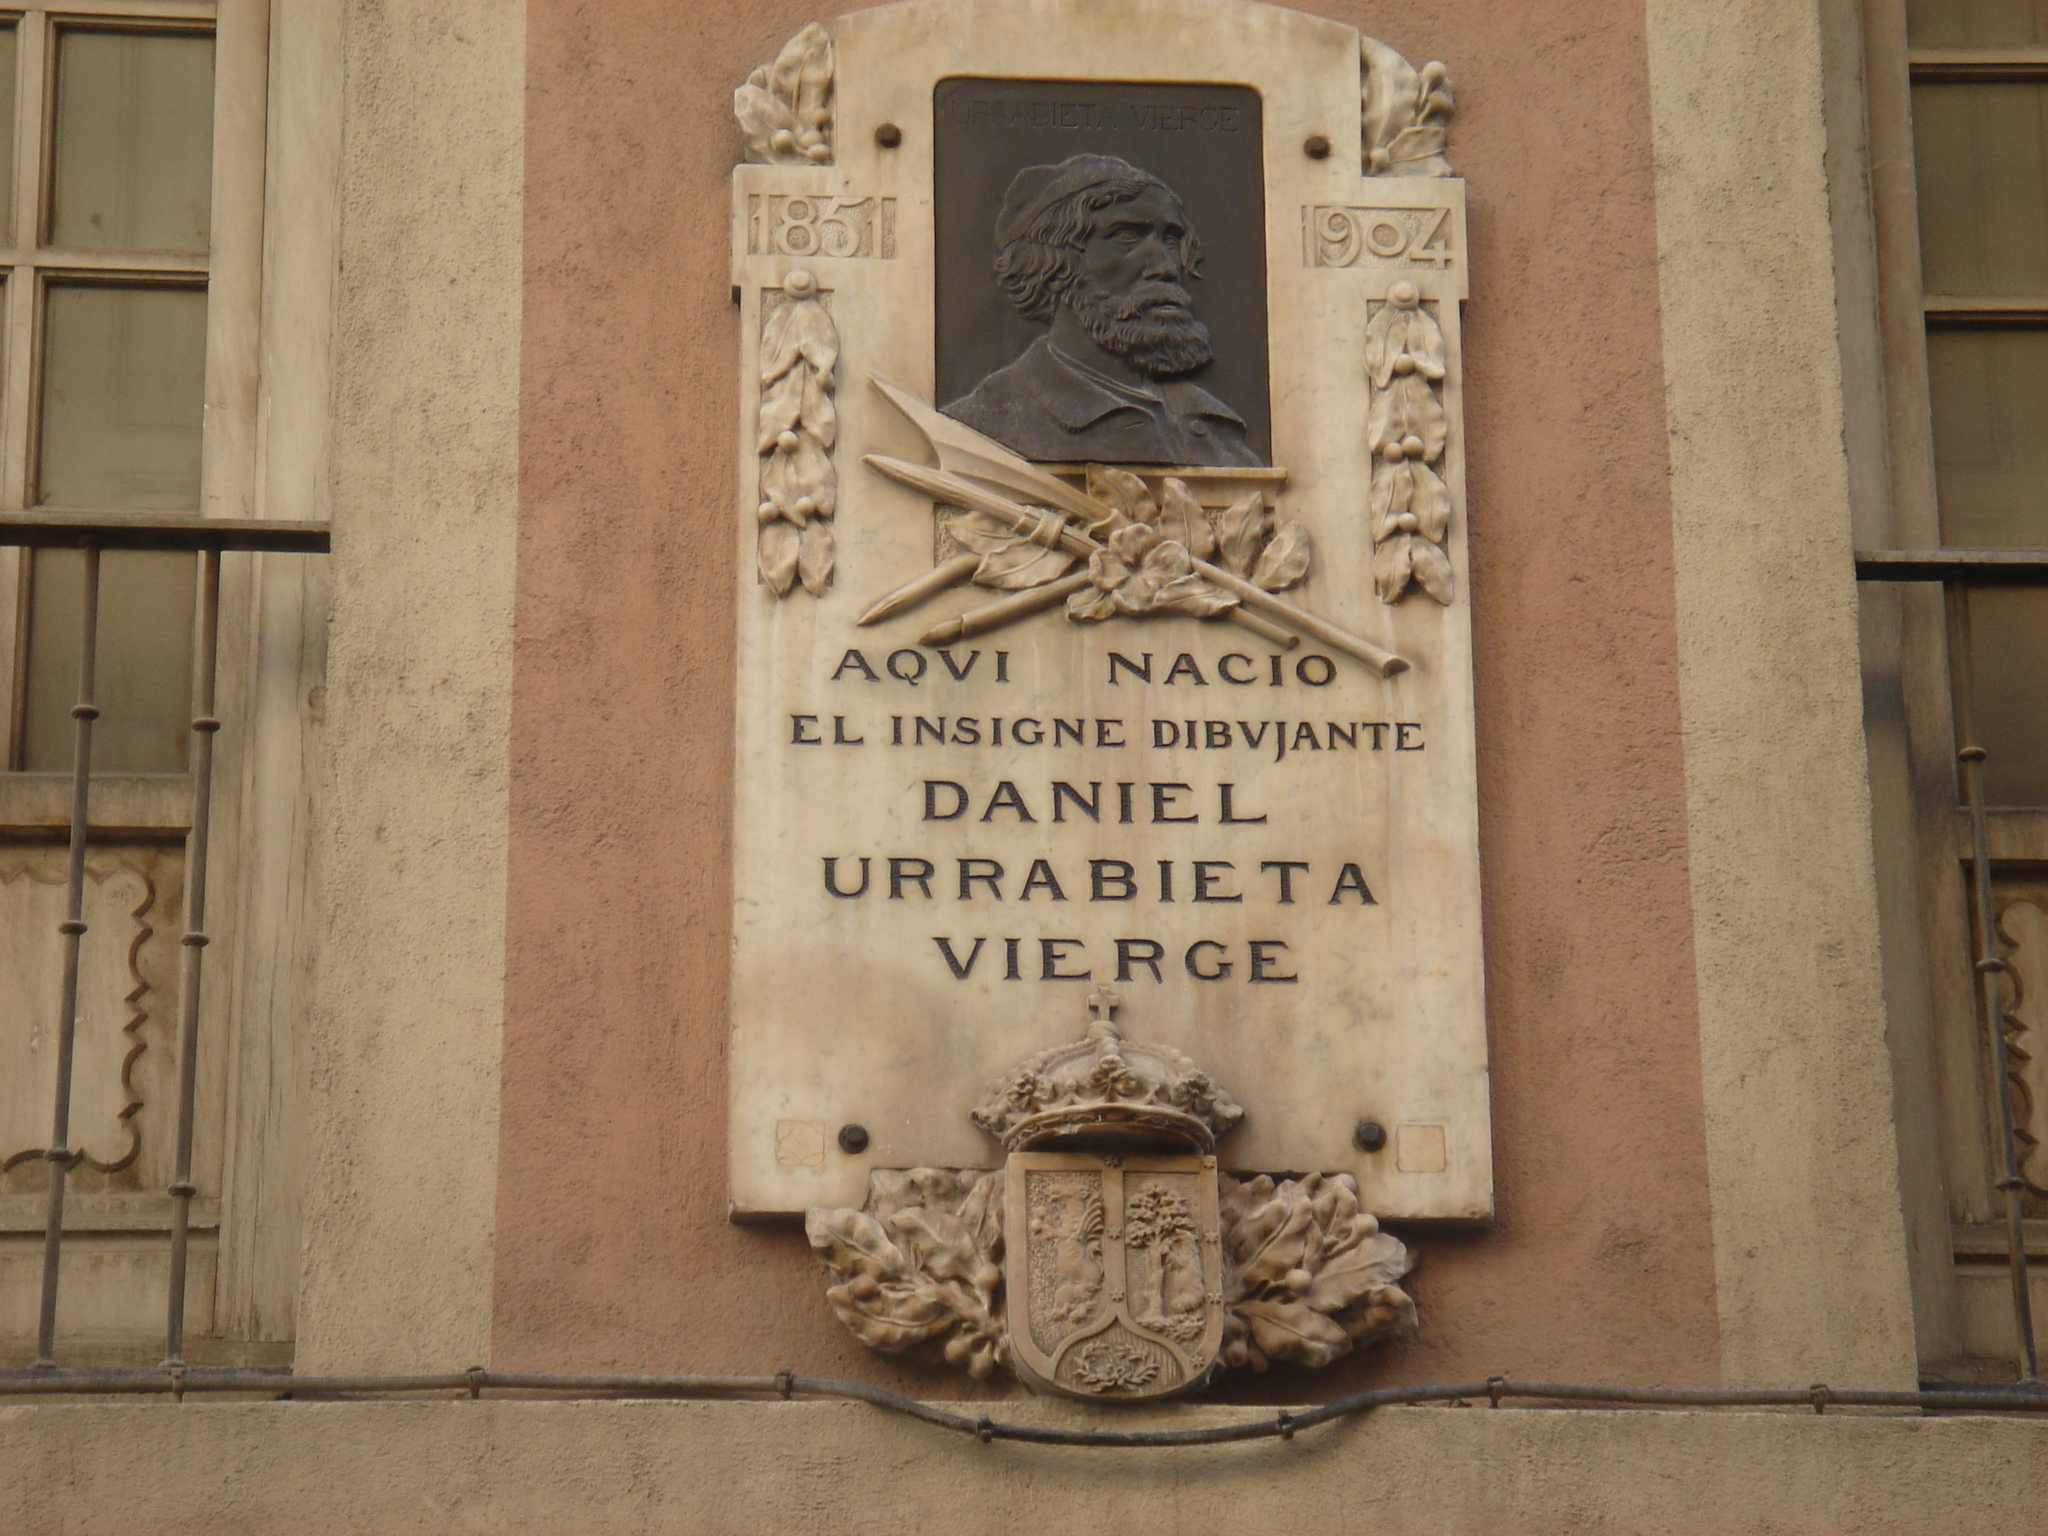 URRABIETA VIERGE
1851 1904
AQVI NACIO
EL INSIGNE DIBVJANTE
DANIEL
URRABIETA
VIERGE